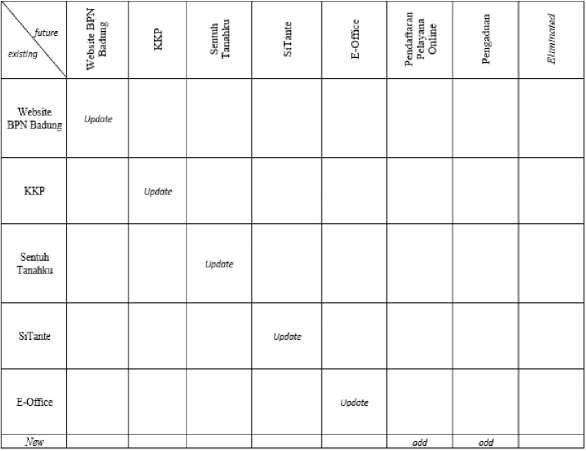 future
existing
Website BPN
Badung
KKP
Sentuh
Tanahku
SiTante
E-Office
Pendaftaran
Pelayana
Online
Pengaduan
Eliminated
Website
BPN Badung
Update
KKP
Update
Sentuh
Tanahku
Update
SiTante
Update
E-Office
Update
New
add
add